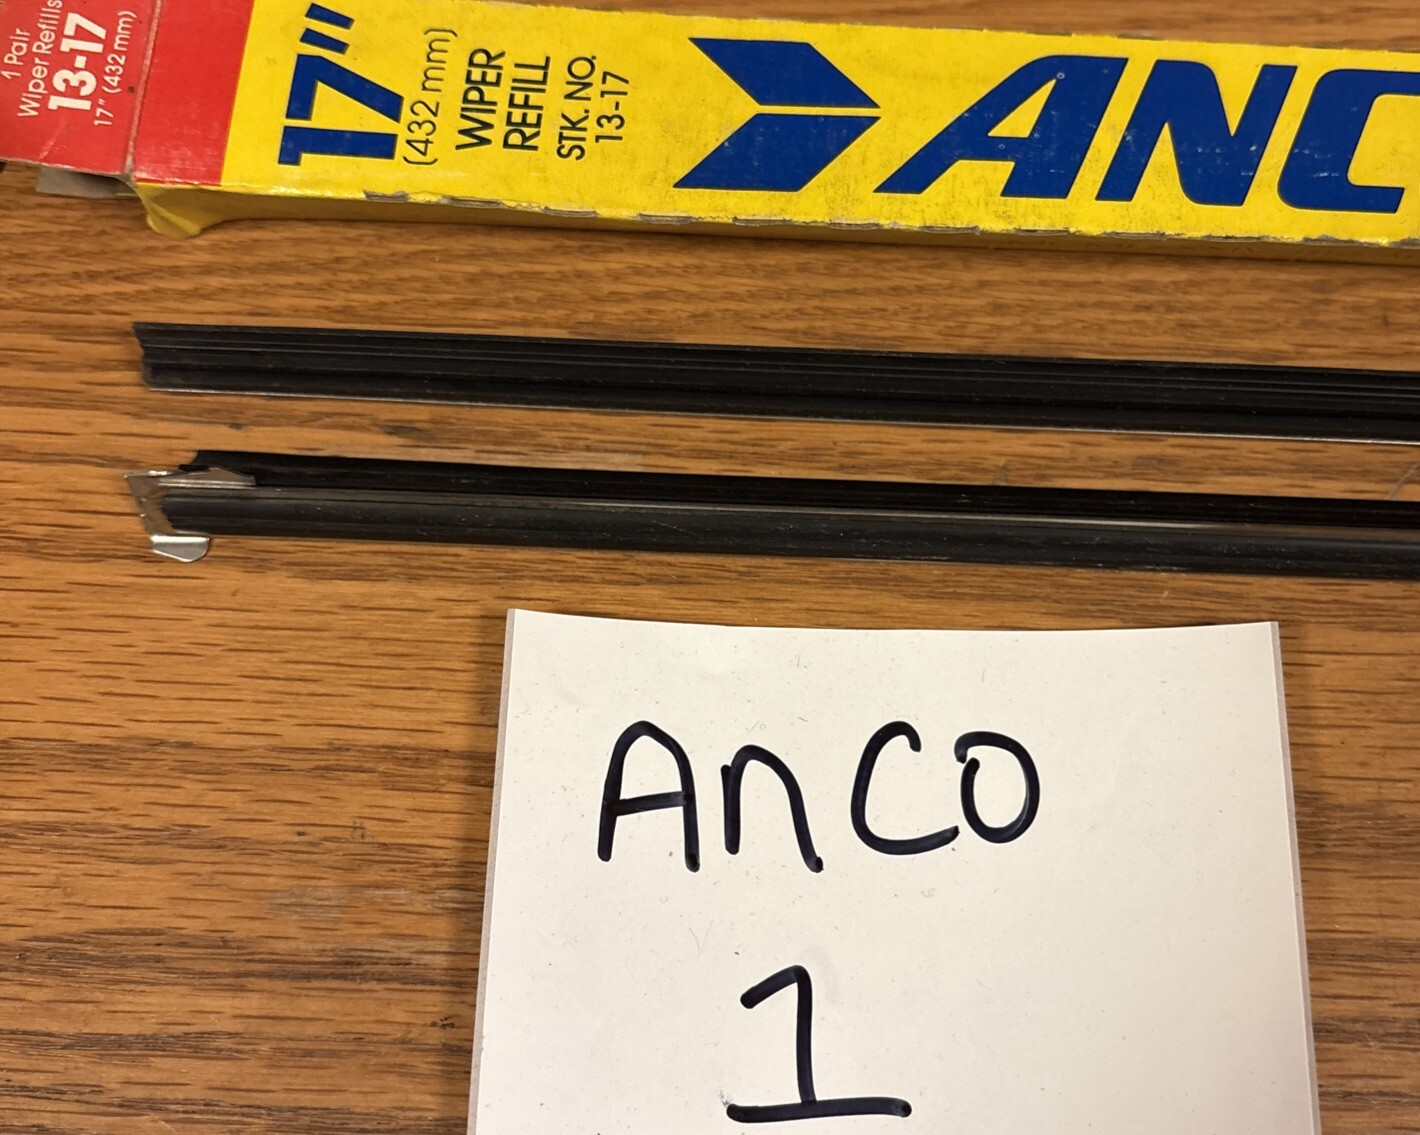 1 Pair
Wiper Refills
13-17
17" (432 mm)
17"
(432 mm)
WIPER
REFILL
STK. NO.
13-17
ANC
AnCO
1